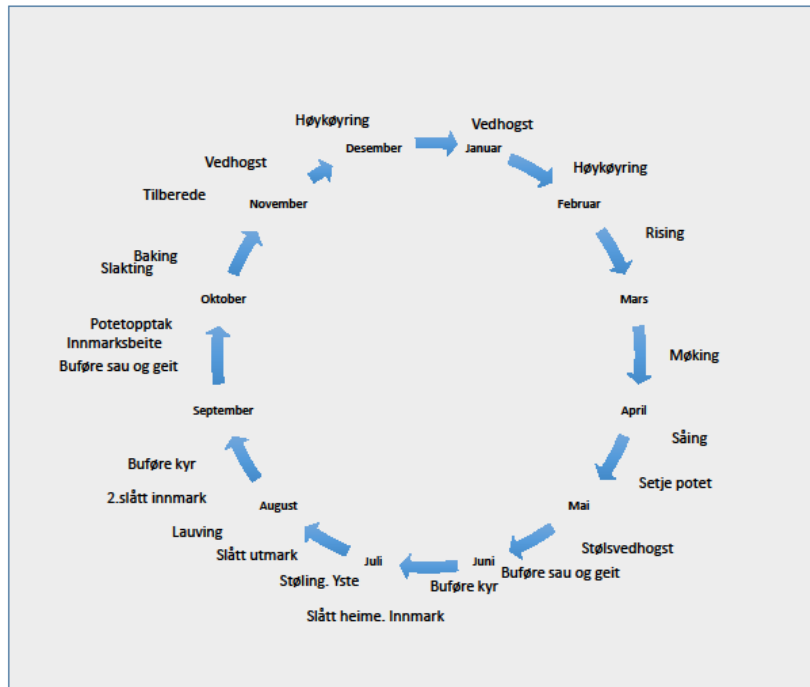 Høykøyring
Desember
Vedhogst
Januar
Høykøyring
Februar
Rising
Mars
Møking
April
Såing
Setje potet
Mai
Stølsvedhogst
Buføre sau og geit
Juni
Buføre kyr
Slått heime. Innmark
Støling. Yste
Juli
Slått utmark
Lauving
August
2.slått innmark
Buføre kyr
September
Buføre sau og geit
Innmarksbeite
Potetopptak
Oktober
Slakting
Baking
Tilberede
November
Vedhogst